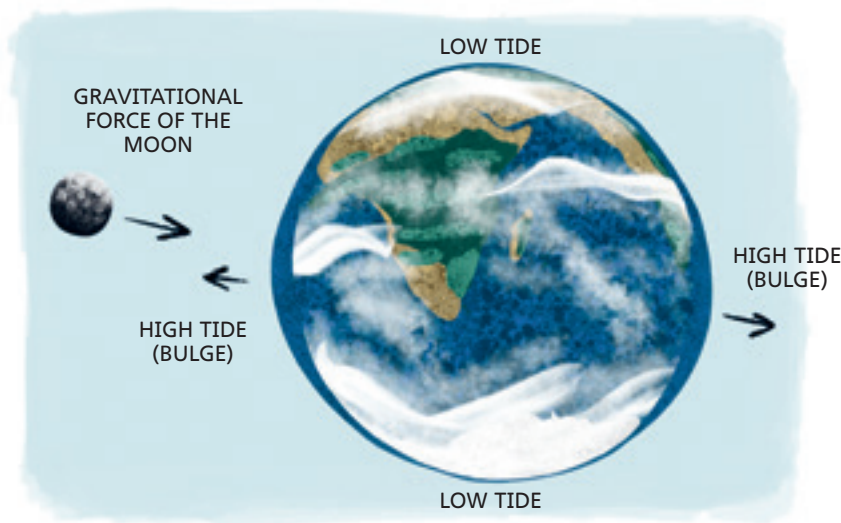 LOW TIDE
GRAVITATIONAL
FORCE OF THE
MOON
HIGH TIDE
(BULGE)
HIGH TIDE
(BULGE)
LOW TIDE